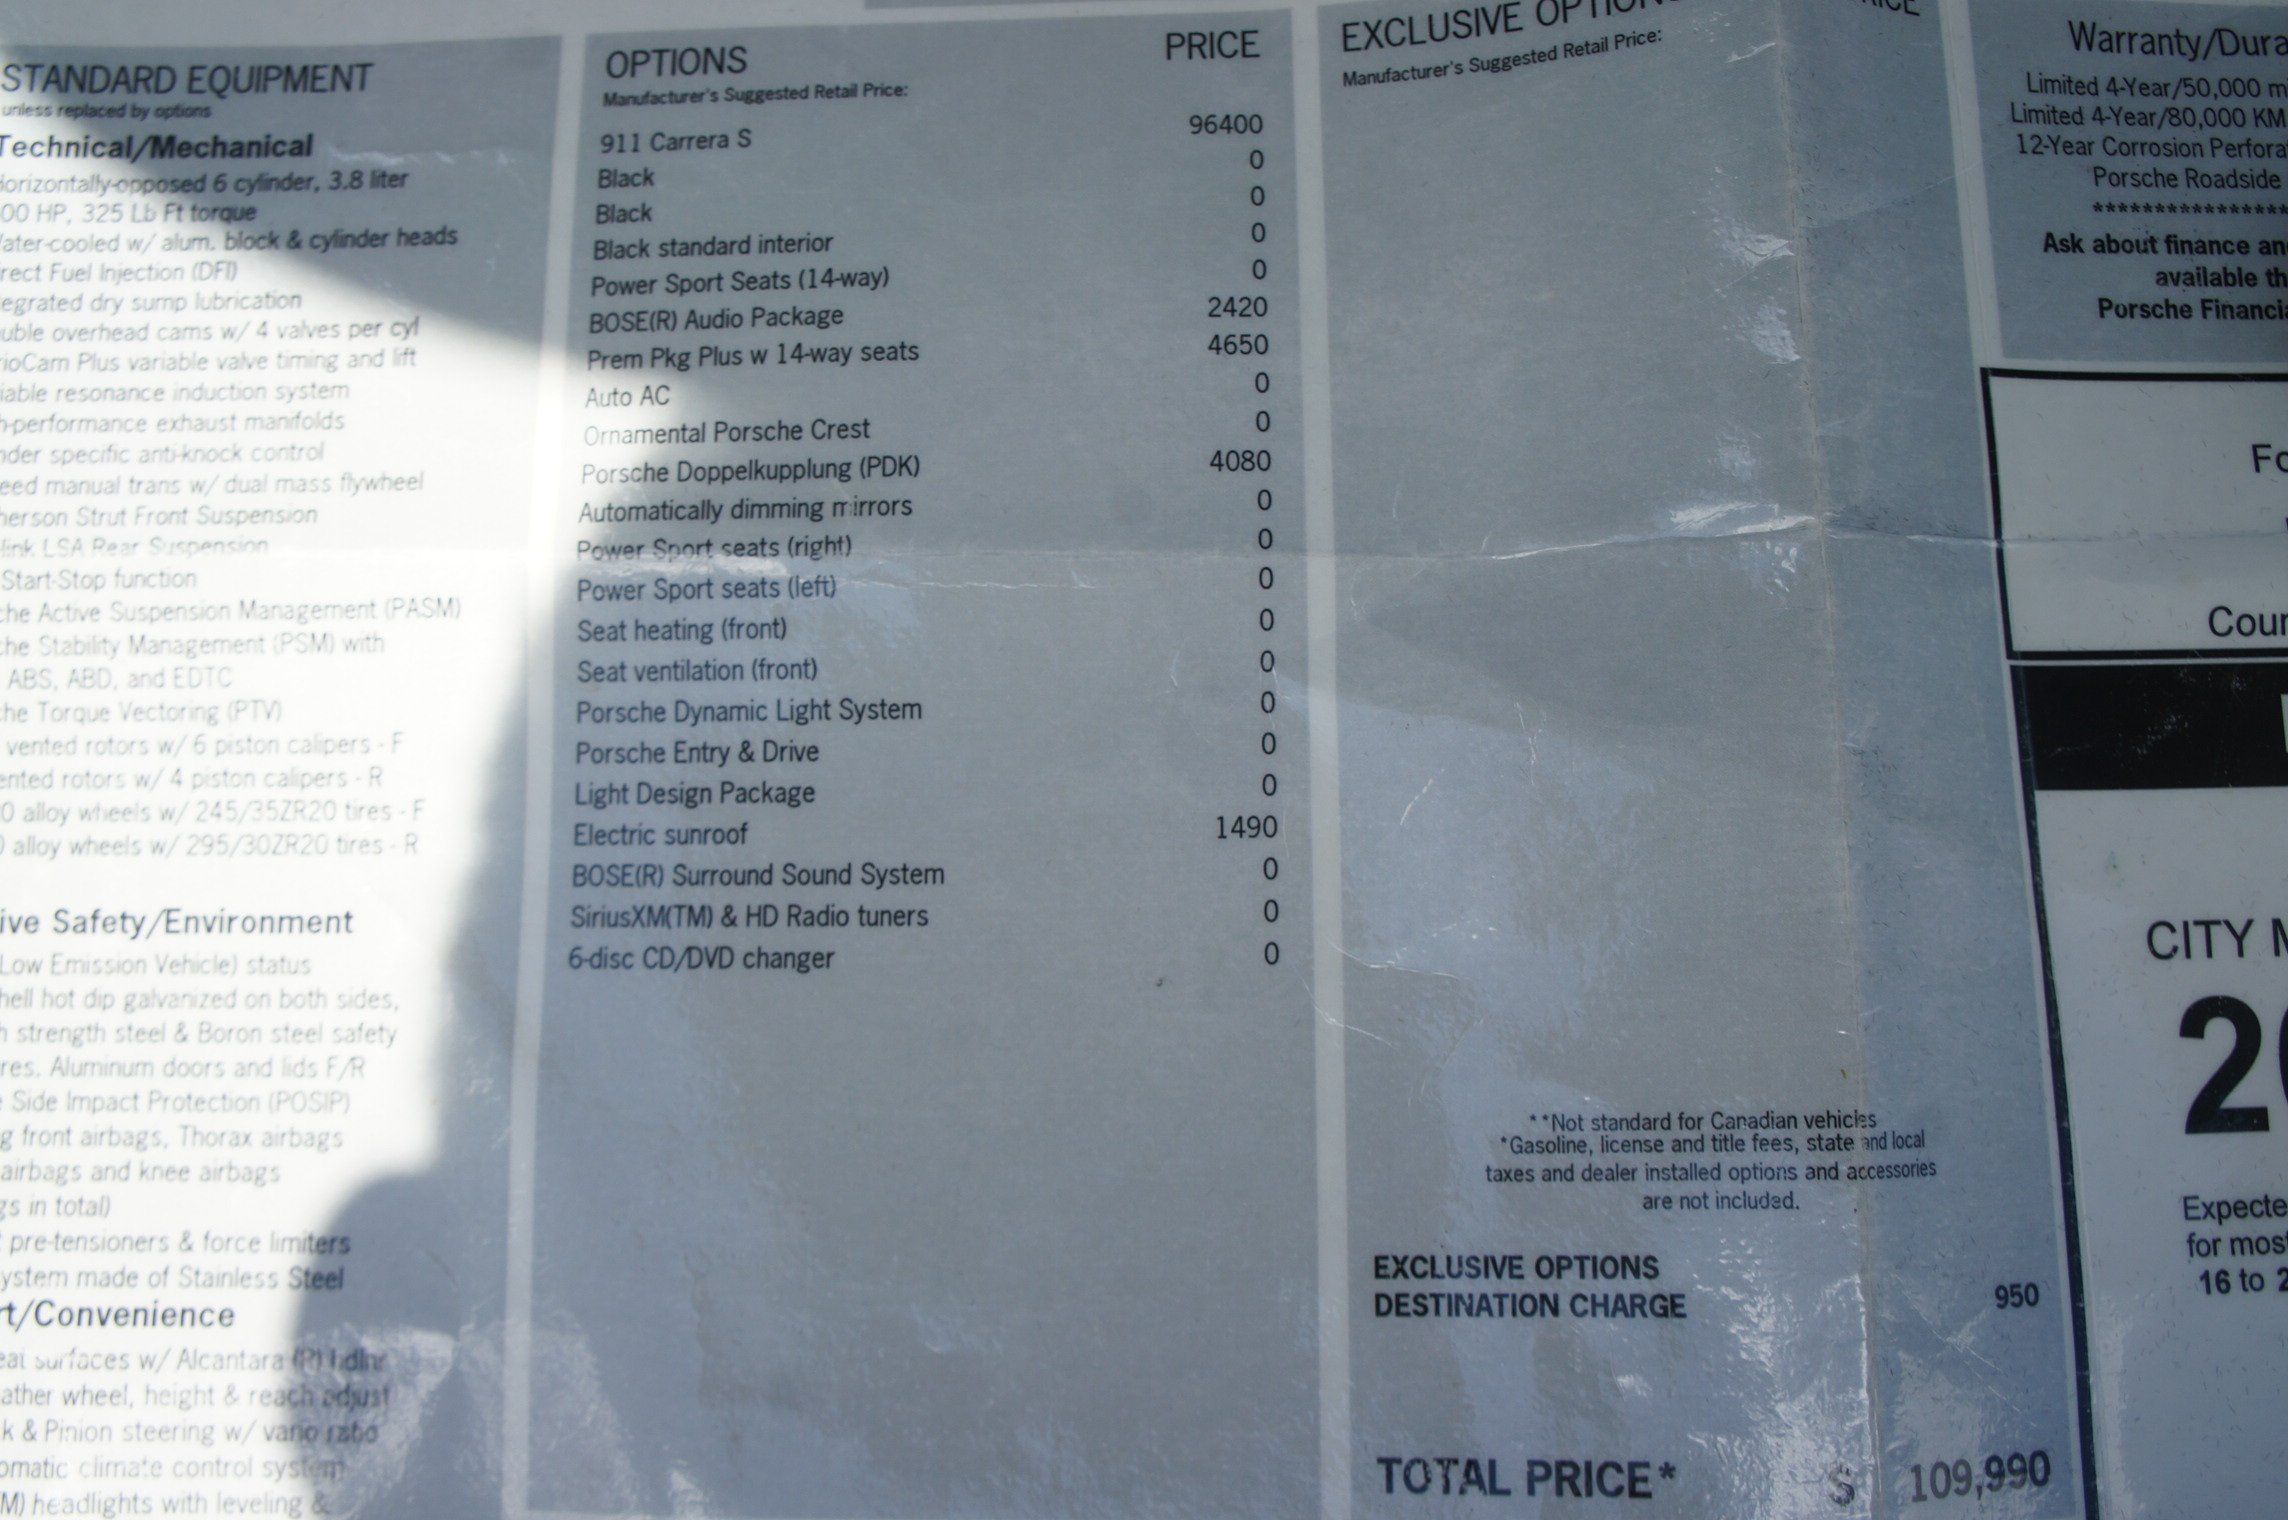 STANDARD EQUIPMENT
unless replaced by options
Technical/Mechanical
orizontally-opposed 6 cylinder, 3.8 liter
00 HP, 325 Lb Ft torque
ater-cooled w/ alum. block & cylinder heads
rect Fuel Injection (DFI)
egrated dry sump lubrication
uble overhead cams w/ 4 valves per cyl
ioCam Plus variable valve timing and lift
iable resonance induction system
h-performance exhaust manifolds
nder specific anti-knock control
eed manual trans w/ dual mass flywheel
herson Strut Front Suspension
link LSA Rear Suspension
Start-Stop function
che Active Suspension Management (PASM)
che Stability Management (PSM) with
ABS, ABD, and EDTC
che Torque Vectoring (PTV)
vented rotors w/ 6 piston calipers - F
ented rotors w/ 4 piston calipers - R
0 alloy wheels w/ 245/35ZR20 tires - F
0 alloy wheels w/ 295/30ZR20 tires - R
ive Safety/Environment
Low Emission Vehicle) status
hell hot dip galvanized on both sides,
h strength steel & Boron steel safety
res. Aluminum doors and lids F/R
e Side Impact Protection (POSIP)
g front airbags, Thorax airbags
airbags and knee airbags
gs in total)
t pre-tensioners & force limiters
ystem made of Stainless Steel
rt/Convenience
eat surfaces w/ Alcantara (R) hdlnr
ather wheel, height & reach adjust
k & Pinion steering w/ vario ratio
omatic climate control system
M) headlights with leveling &
OPTIONS PRICE
Manufacturer's Suggested Retail Price:
911 Carrera S 96400
Black 0
Black 0
Black standard interior 0
Power Sport Seats (14-way) 0
BOSE(R) Audio Package 2420
Prem Pkg Plus w 14-way seats 4650
Auto AC 0
Ornamental Porsche Crest 0
Porsche Doppelkupplung (PDK) 4080
Automatically dimming mirrors 0
Power Sport seats (right) 0
Power Sport seats (left) 0
Seat heating (front) 0
Seat ventilation (front) 0
Porsche Dynamic Light System 0
Porsche Entry & Drive 0
Light Design Package 0
Electric sunroof 1490
BOSE(R) Surround Sound System 0
SiriusXM(TM) & HD Radio tuners 0
6-disc CD/DVD changer 0
EXCLUSIVE OPTION RICE
Manufacturer's Suggested Retail Price:
**Not standard for Canadian vehicles
*Gasoline, license and title fees, state and local
taxes and dealer installed options and accessories
are not included.
EXCLUSIVE OPTIONS
DESTINATION CHARGE 950
TOTAL PRICE* $ 109,990
Warranty/Dura
Limited 4-Year/50,000 m
Limited 4-Year/80,000 KM
12-Year Corrosion Perfora
Porsche Roadside
******************
Ask about finance an
available th
Porsche Financia
Fo
Cour
CITY M
20
Expecte
for most
16 to 2